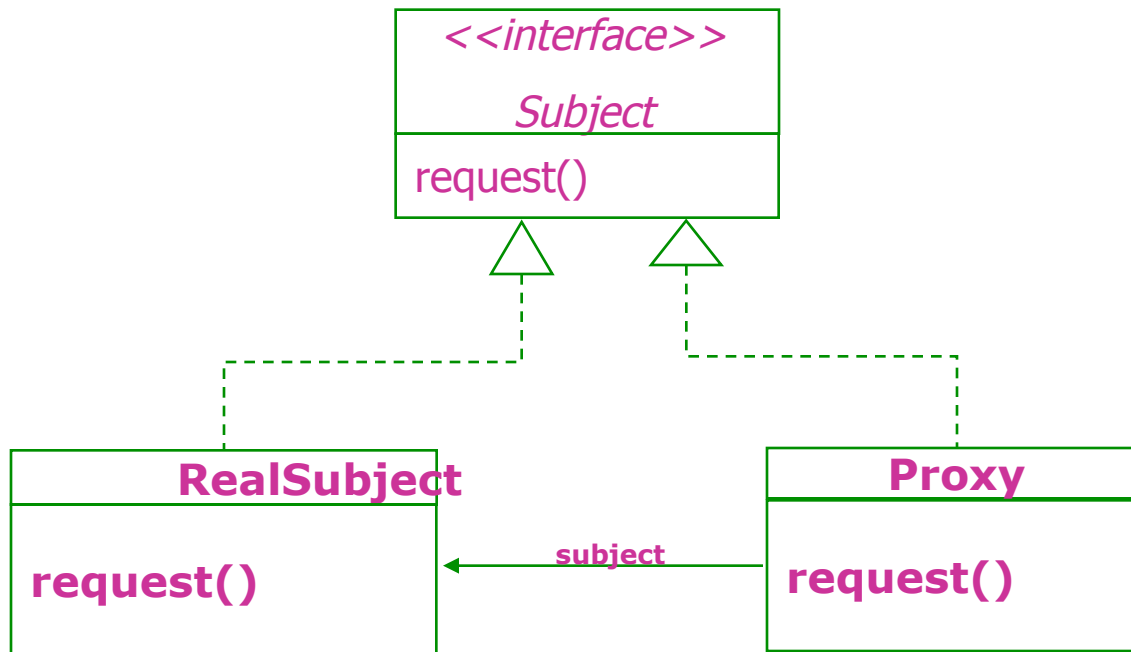 <<interface>>
Subject
request()
RealSubject
request()
subject
Proxy
request()